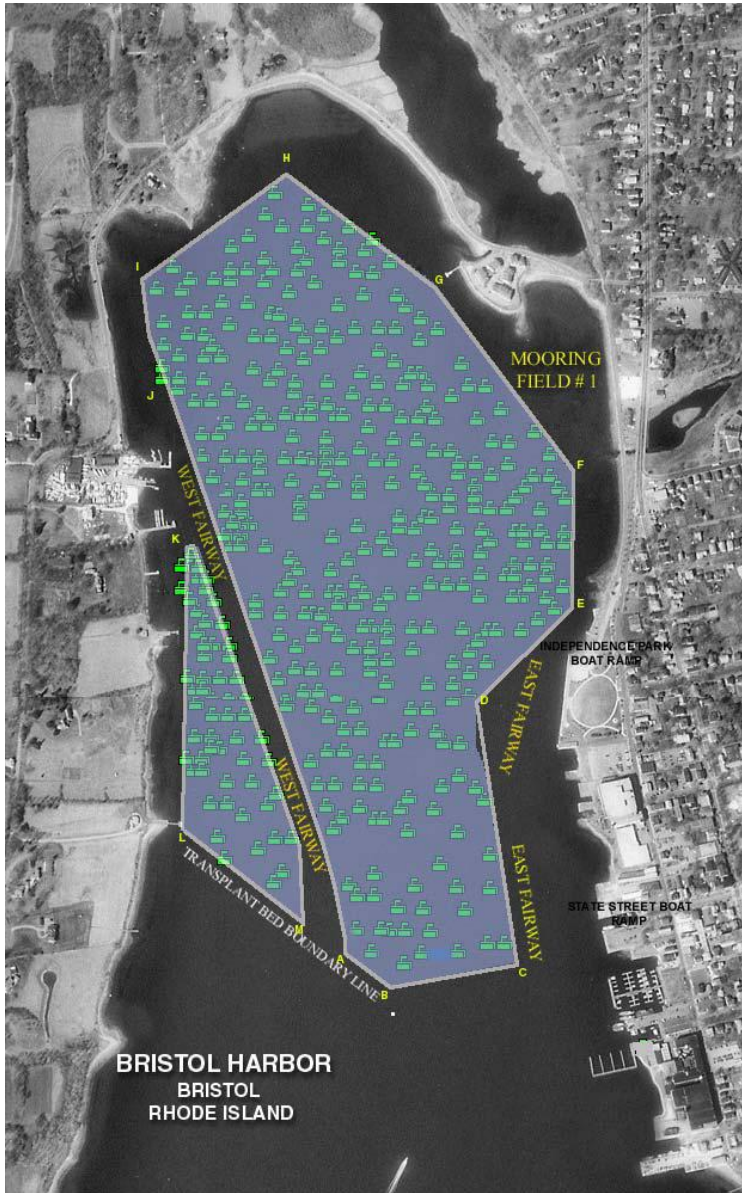 H
I
G
MOORING
FIELD # 1
J
F
WEST FAIRWAY
K
E
INDEPENDENCE PARK
BOAT RAMP
D
EAST FAIRWAY
WEST FAIRWAY
L
TRANSPLANT BED BOUNDARY LINE
EAST FAIRWAY
STATE STREET BOAT
RAMP
M
A
B
C
BRISTOL HARBOR
BRISTOL
RHODE ISLAND